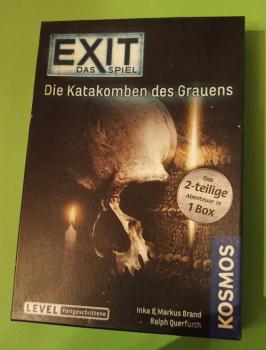 EXIT
DAS SPIEL
Die Katakomben des Grauens
Das
2-teilige
Abenteuer in
1 Box
KOSMOS
LEVEL Fortgeschrittene
Inka & Markus Brand
Ralph Querfurth